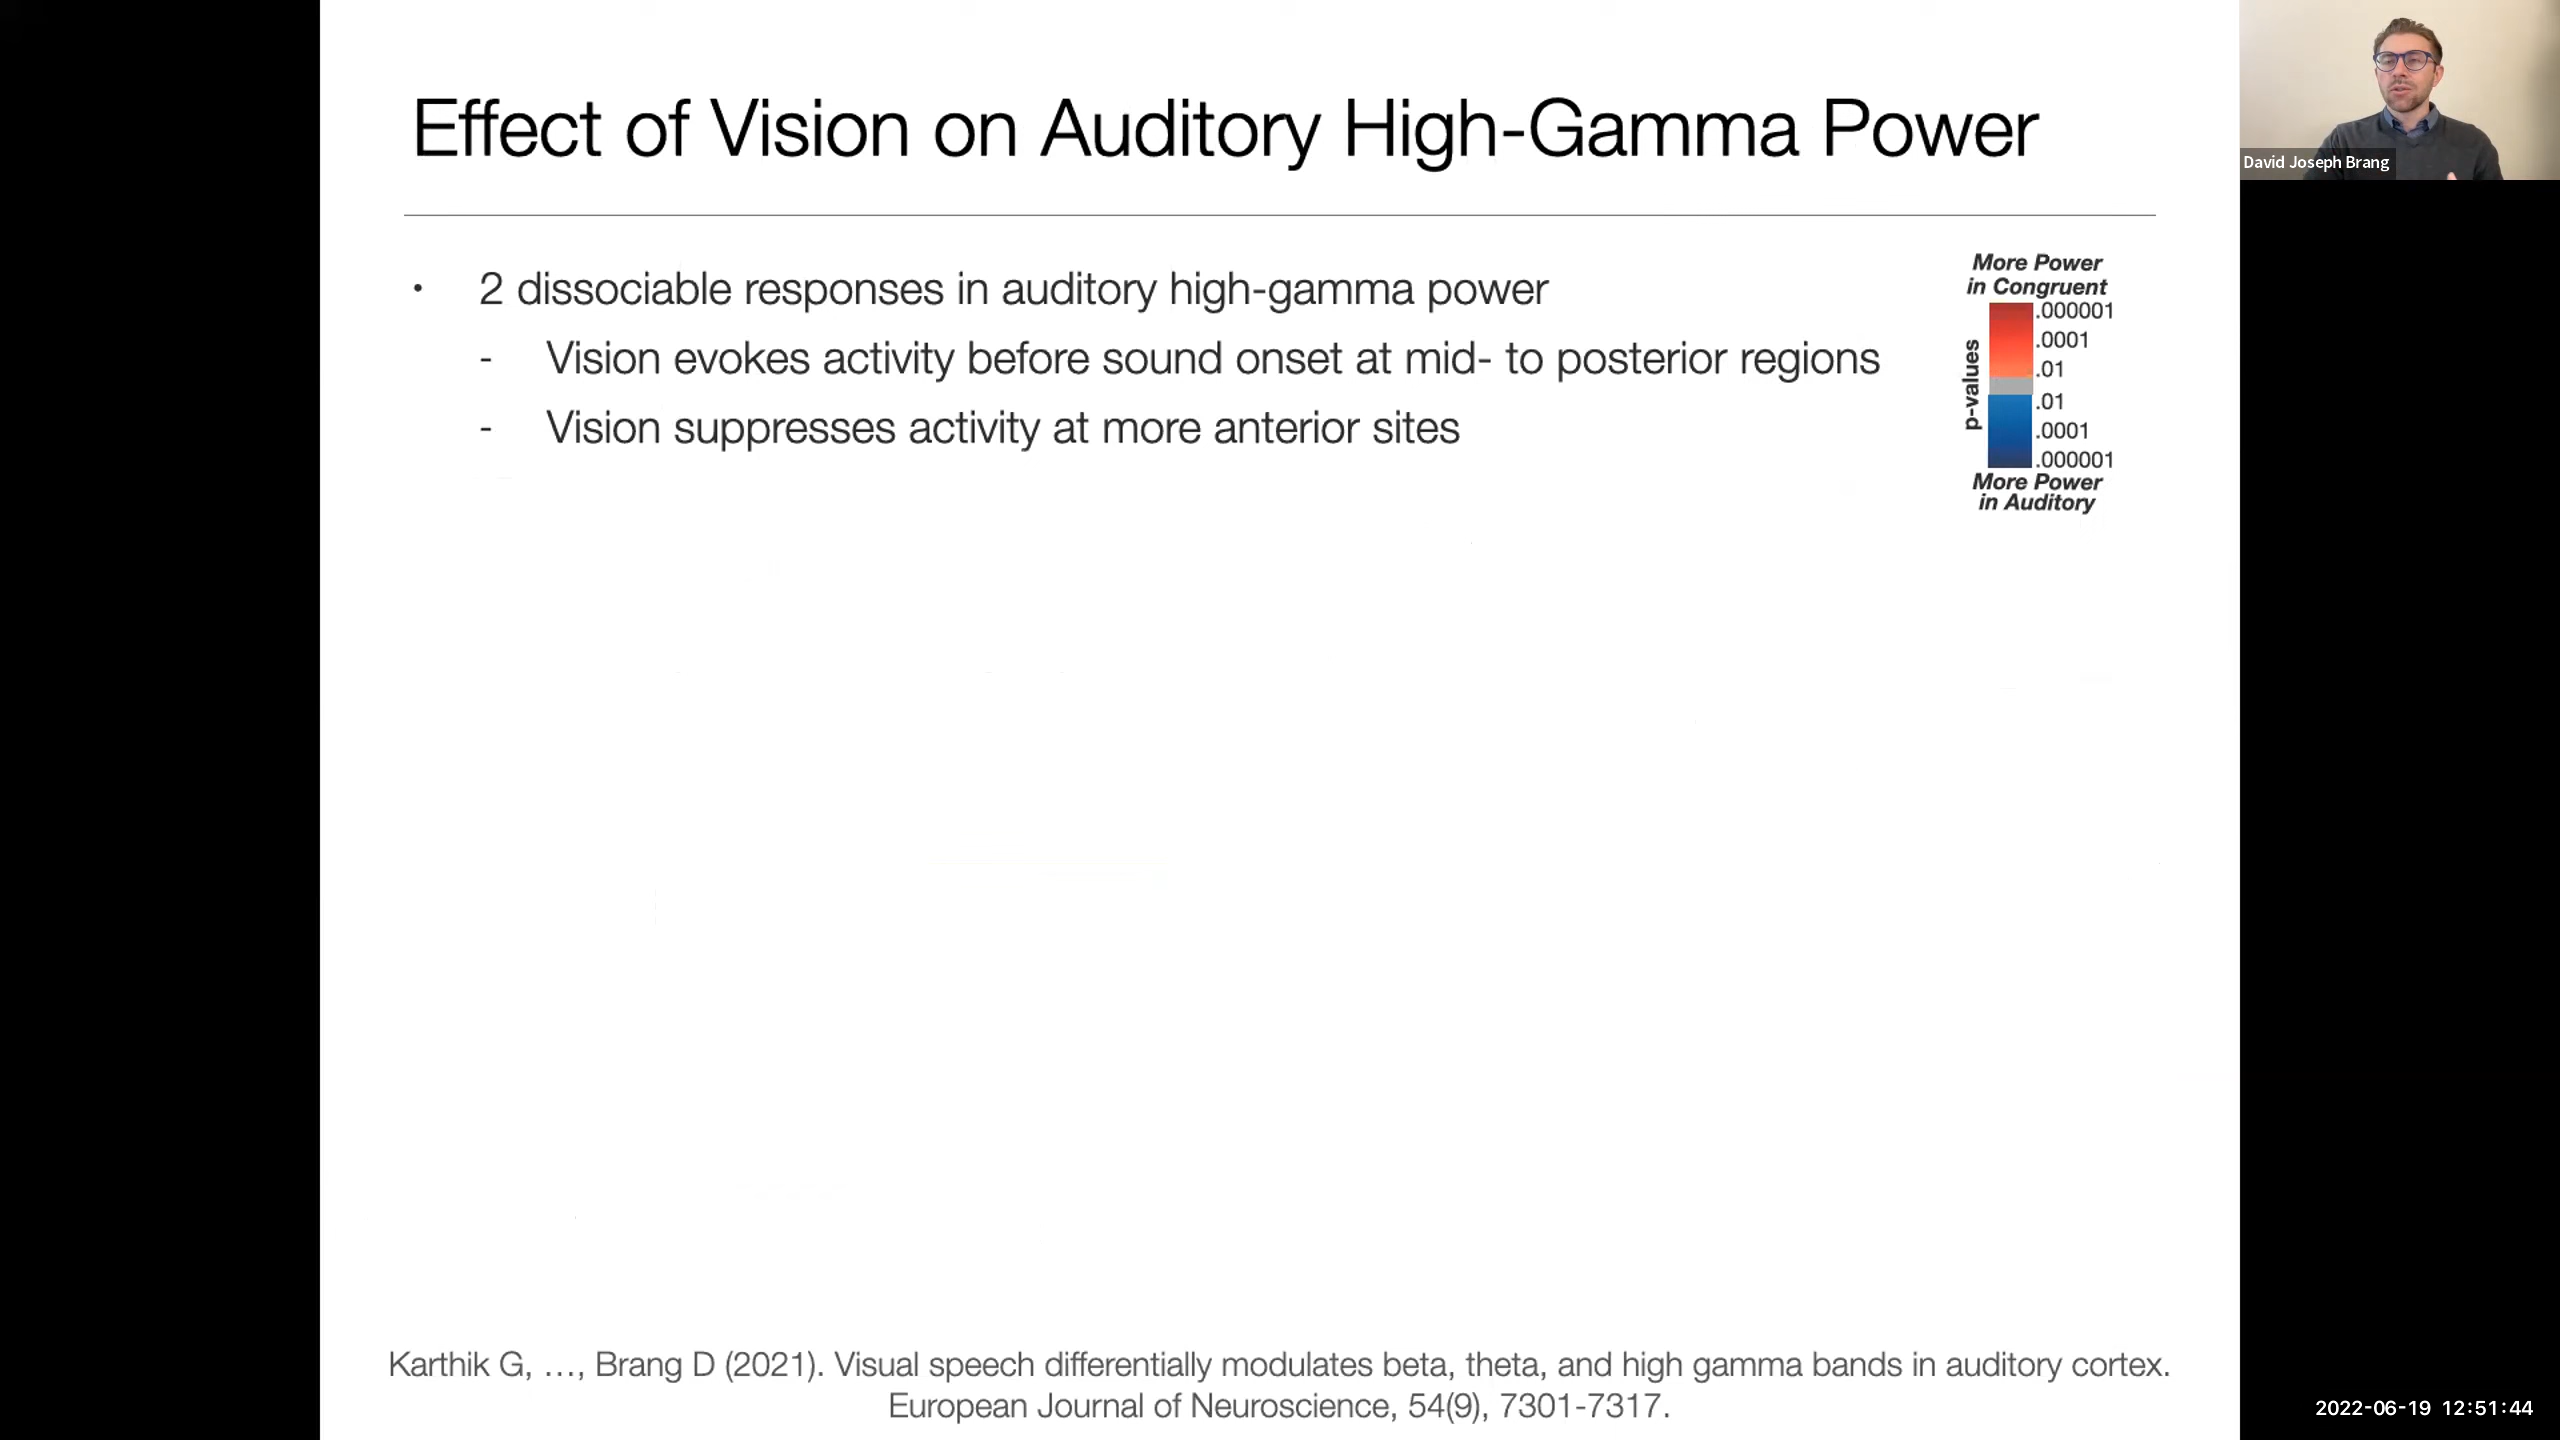 Effect of Vision on Auditory High-Gamma Power
David Joseph Brang
• 2 dissociable responses in auditory high-gamma power
- Vision evokes activity before sound onset at mid- to posterior regions
- Vision suppresses activity at more anterior sites
More Power
in Congruent
p-values
.000001
.0001
.01
.01
.0001
.000001
More Power
in Auditory
Karthik G, …, Brang D (2021). Visual speech differentially modulates beta, theta, and high gamma bands in auditory cortex.
European Journal of Neuroscience, 54(9), 7301-7317.
2022-06-19 12:51:44